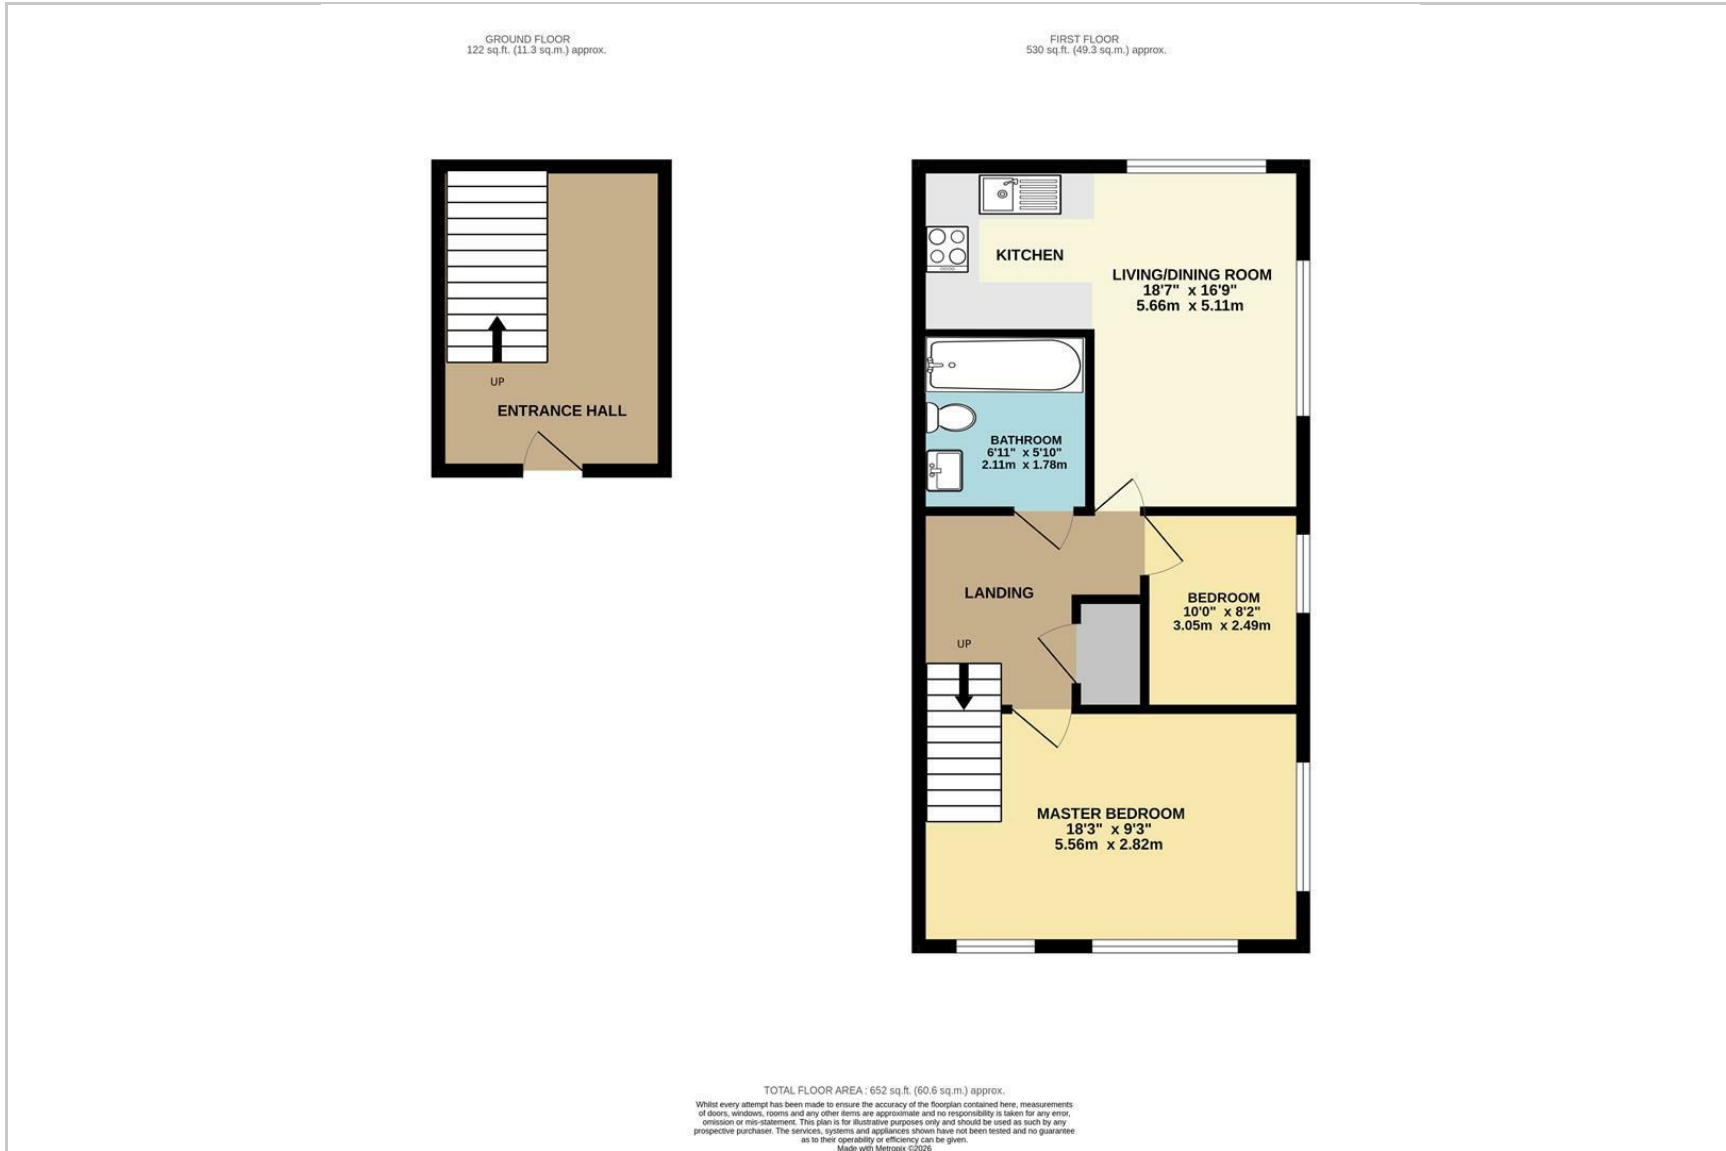 GROUND FLOOR
122 sq.ft. (11.3 sq.m.) approx.
FIRST FLOOR
530 sq.ft. (49.3 sq.m.) approx.
UP
ENTRANCE HALL
KITCHEN
LIVING/DINING ROOM
18'7" x 16'9"
5.66m x 5.11m
BATHROOM
6'11" x 5'10"
2.11m x 1.78m
LANDING
UP
BEDROOM
10'0" x 8'2"
3.05m x 2.49m
MASTER BEDROOM
18'3" x 9'3"
5.56m x 2.82m
TOTAL FLOOR AREA : 652 sq.ft. (60.6 sq.m.) approx.
Whilst every attempt has been made to ensure the accuracy of the floorplan contained here, measurements
of doors, windows, rooms and any other items are approximate and no responsibility is taken for any error,
omission or mis-statement. This plan is for illustrative purposes only and should be used as such by any
prospective purchaser. The services, systems and appliances shown have not been tested and no guarantee
as to their operability or efficiency can be given.
Made with Metropix ©2026